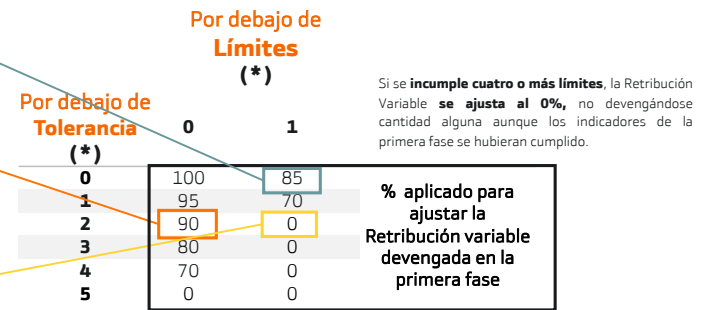 Por debajo de
Límites
(*)
Si se incumple cuatro o más límites, la Retribución
Variable se ajusta al 0%, no devengándose
cantidad alguna aunque los indicadores de la
primera fase se hubieran cumplido.
Por debajo de
Tolerancia
(*)
0 1
0 100 85
1 95 70
2 90 0
3 80 0
4 70 0
5 0 0
% aplicado para
ajustar la
Retribución variable
devengada en la
primera fase